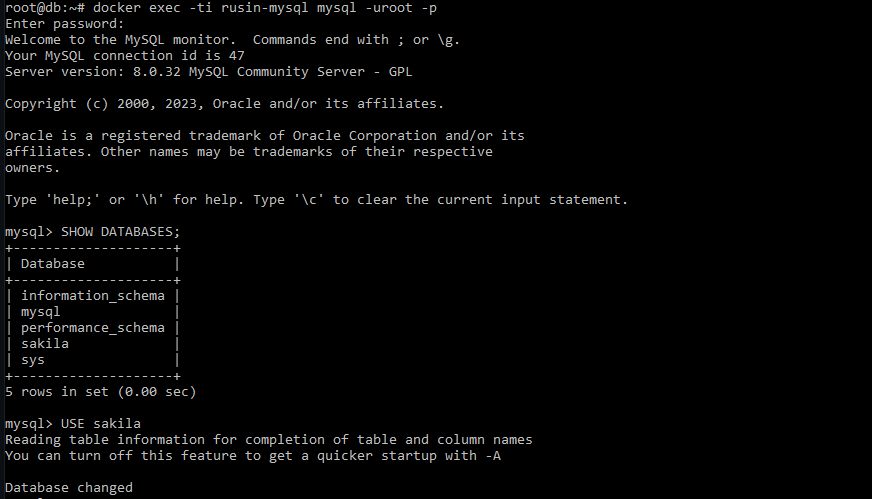 root@db:~# docker exec -ti rusin-mysql mysql -uroot -p
Enter password:
Welcome to the MySQL monitor.  Commands end with ; or \g.
Your MySQL connection id is 47
Server version: 8.0.32 MySQL Community Server - GPL

Copyright (c) 2000, 2023, Oracle and/or its affiliates.

Oracle is a registered trademark of Oracle Corporation and/or its
affiliates. Other names may be trademarks of their respective
owners.

Type 'help;' or '\h' for help. Type '\c' to clear the current input statement.

mysql> SHOW DATABASES;
+--------------------+
| Database           |
+--------------------+
| information_schema |
| mysql              |
| performance_schema |
| sakila             |
| sys                |
+--------------------+
5 rows in set (0.00 sec)

mysql> USE sakila
Reading table information for completion of table and column names
You can turn off this feature to get a quicker startup with -A

Database changed